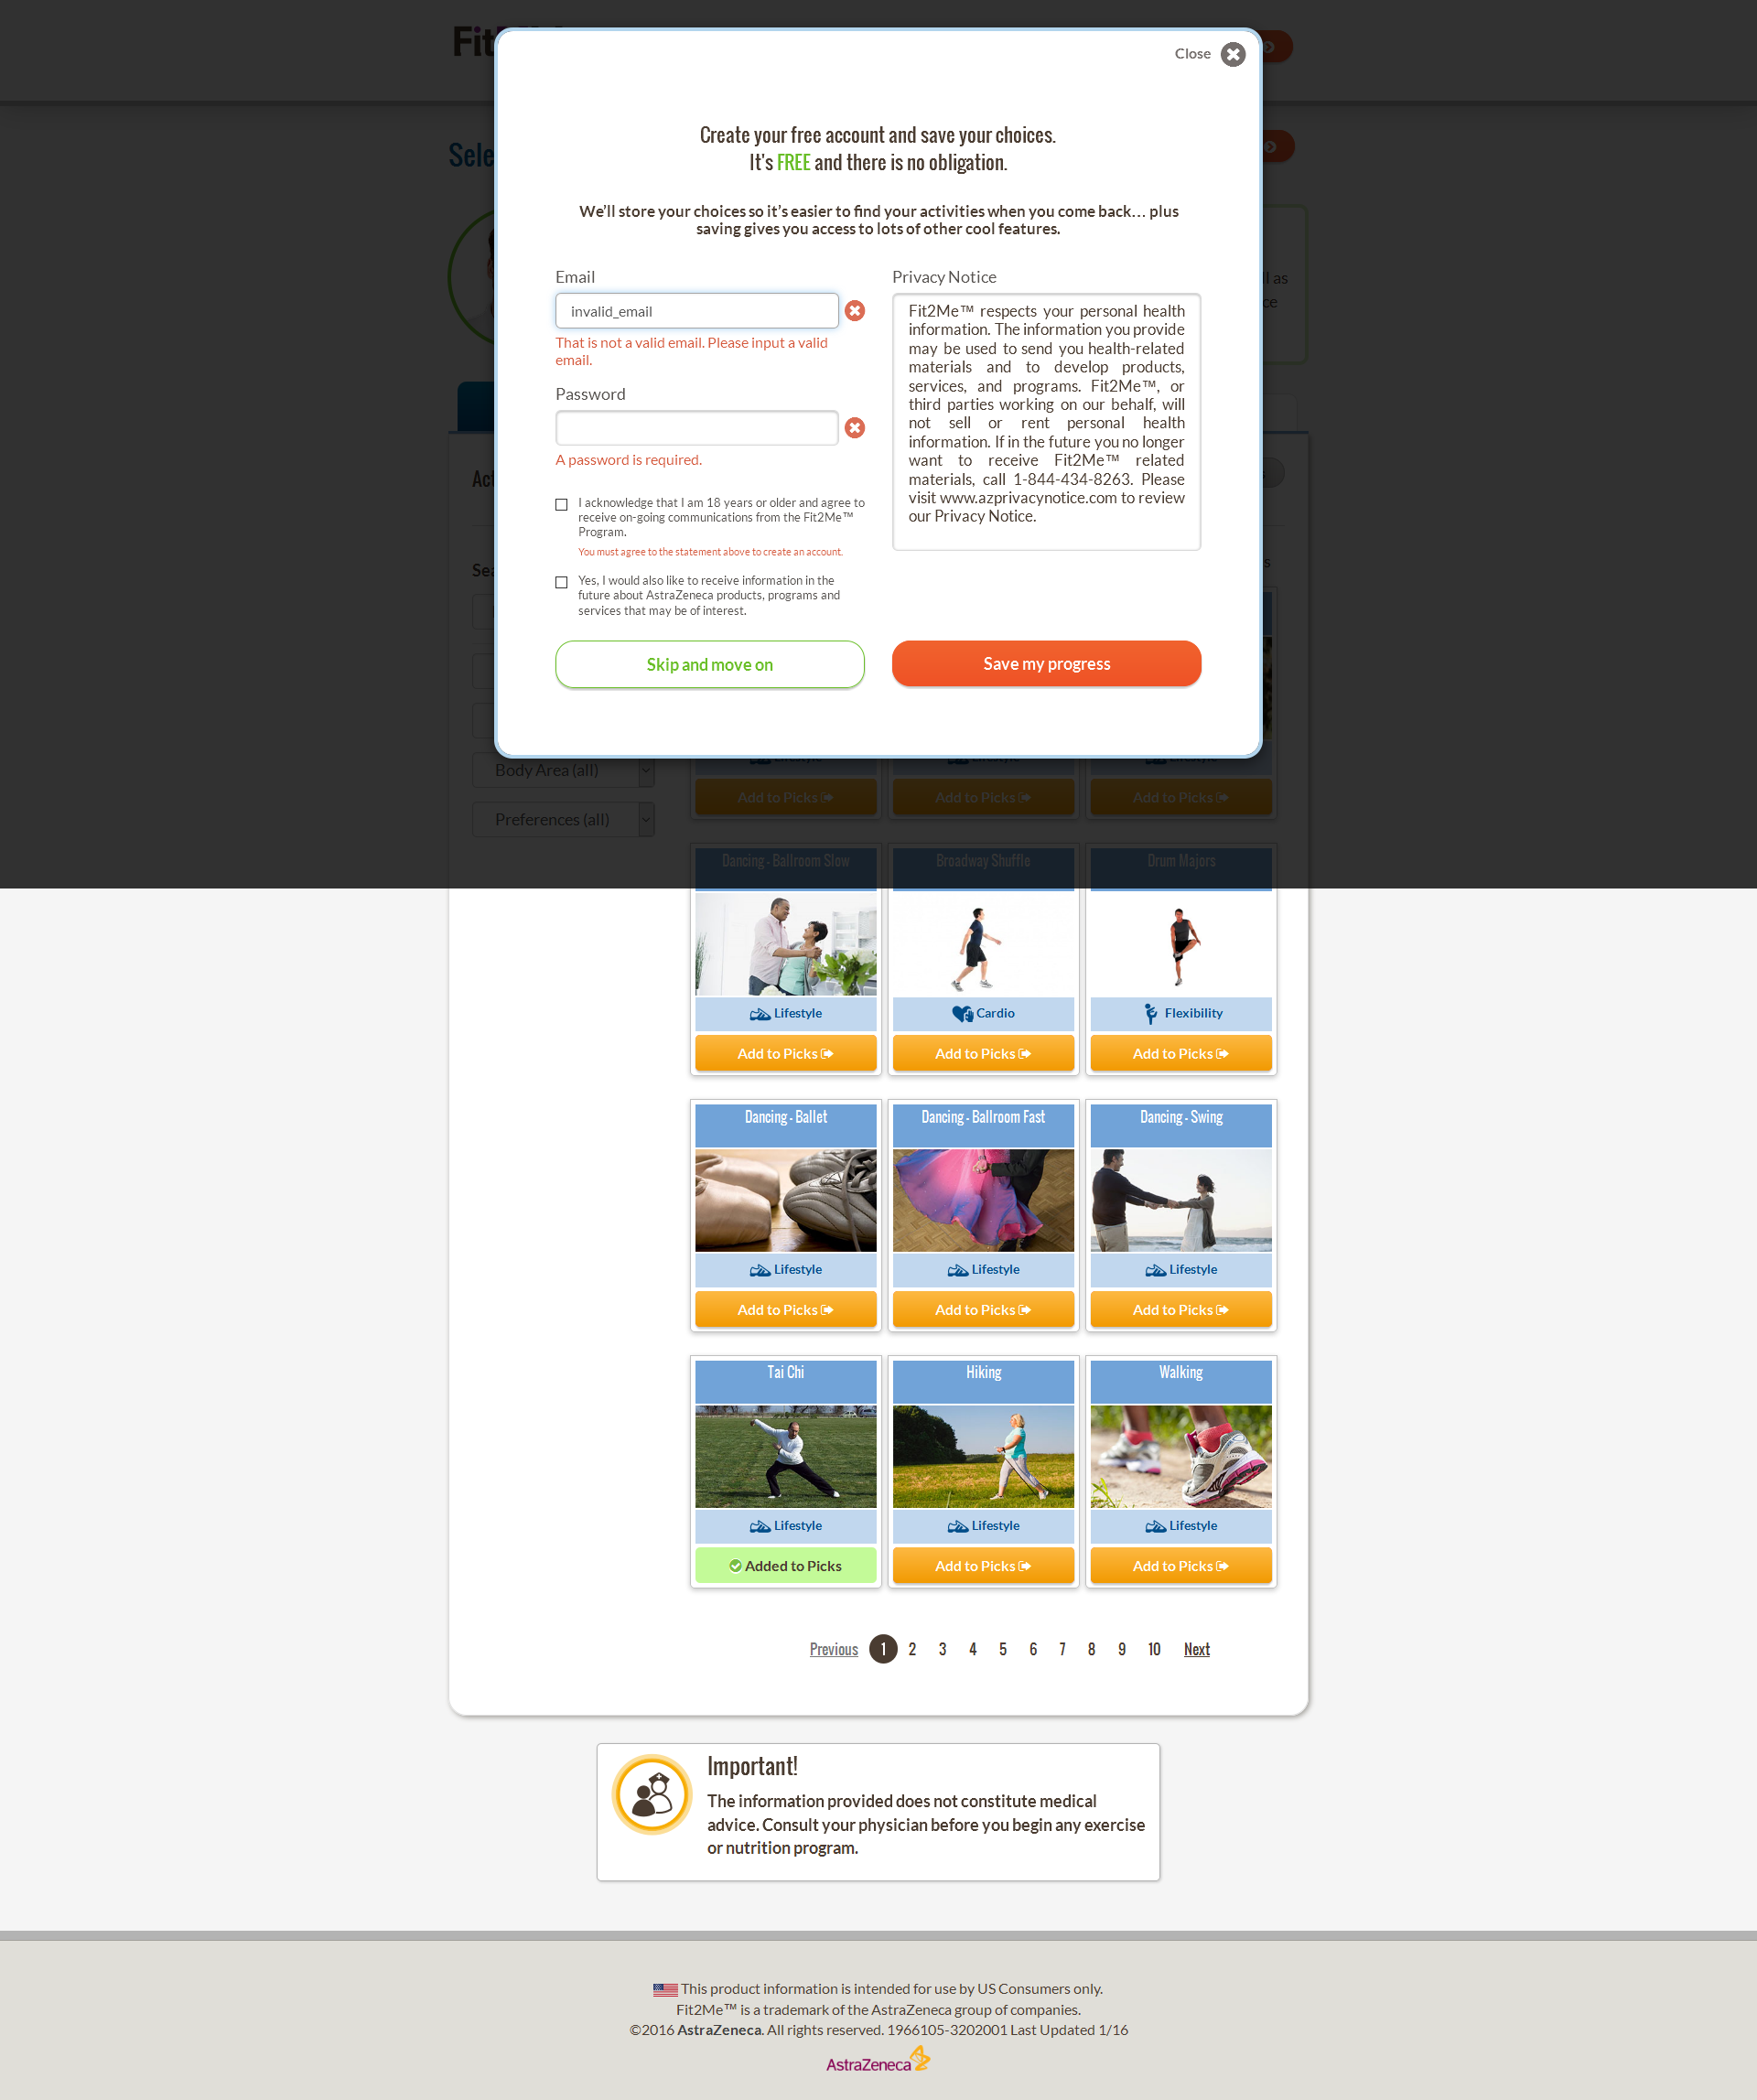 Fit
Close
Sele
Create your free account and save your choices.
It's FREE and there is no obligation.
We'll store your choices so it's easier to find your activities when you come back... plus
saving gives you access to lots of other cool features.
Email
invalid_email
That is not a valid email. Please input a valid
email.
Password
A password is required.
I acknowledge that I am 18 years or older and agree to
receive on-going communications from the Fit2Me™
Program.
You must agree to the statement above to create an account.
Yes, I would also like to receive information in the
future about AstraZeneca products, programs and
services that may be of interest.
Privacy Notice
Fit2Me™ respects your personal health
information. The information you provide
may be used to send you health-related
materials and to develop products,
services, and programs. Fit2Me™, or
third parties working on our behalf, will
not sell or rent personal health
information. If in the future you no longer
want to receive Fit2Me™ related
materials, call 1-844-434-8263. Please
visit www.azprivacynotice.com to review
our Privacy Notice.
Skip and move on
Save my progress
ll as
ce
Act
Sea
Body Area (all)
Preferences (all)
Add to Picks
Add to Picks
Add to Picks
Dancing - Ballroom Slow
Broadway Shuffle
Drum Majors
Lifestyle
Cardio
Flexibility
Add to Picks
Add to Picks
Add to Picks
Dancing - Ballet
Dancing - Ballroom Fast
Dancing - Swing
Lifestyle
Lifestyle
Lifestyle
Add to Picks
Add to Picks
Add to Picks
Tai Chi
Hiking
Walking
Lifestyle
Lifestyle
Lifestyle
Added to Picks
Add to Picks
Add to Picks
Previous 1 2 3 4 5 6 7 8 9 10 Next
Important!
The information provided does not constitute medical
advice. Consult your physician before you begin any exercise
or nutrition program.
This product information is intended for use by US Consumers only.
Fit2Me™ is a trademark of the AstraZeneca group of companies.
©2016 AstraZeneca. All rights reserved. 1966105-3202001 Last Updated 1/16
AstraZeneca